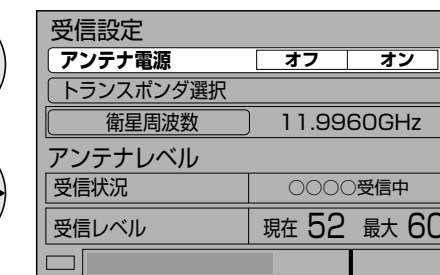 受信設定
アンテナ電源 オフ オン
トランスポンダ選択
衛星周波数 11.9960GHz
アンテナレベル
受信状況 ○○○○受信中
受信レベル 現在 52 最大 60